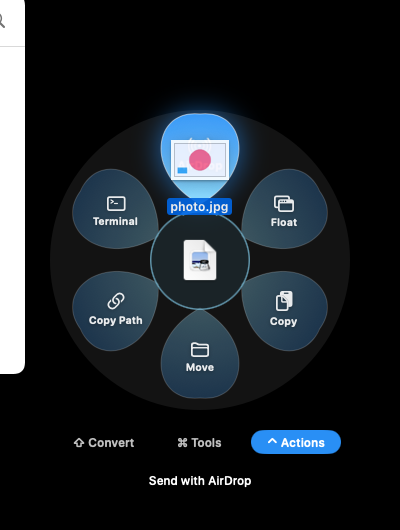 photo.jpg
Terminal
Float
Copy Path
Copy
Move
⇧ Convert
⌘ Tools
⌃ Actions
Send with AirDrop